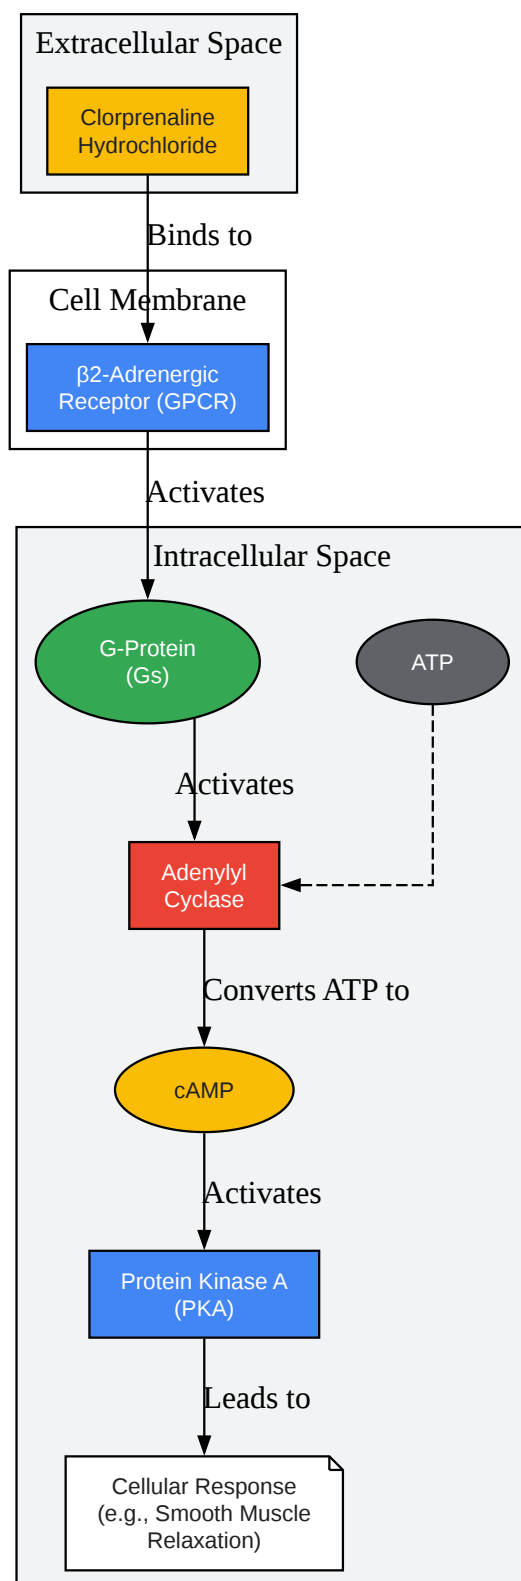 Extracellular Space
Clorprenaline
Hydrochloride
Binds to
Cell Membrane
β2-Adrenergic
Receptor (GPCR)
Activates
Intracellular Space
G-Protein
(Gs)
ATP
Activates
Adenylyl
Cyclase
Converts ATP to
cAMP
Activates
Protein Kinase A
(PKA)
Leads to
Cellular Response
(e.g., Smooth Muscle
Relaxation)